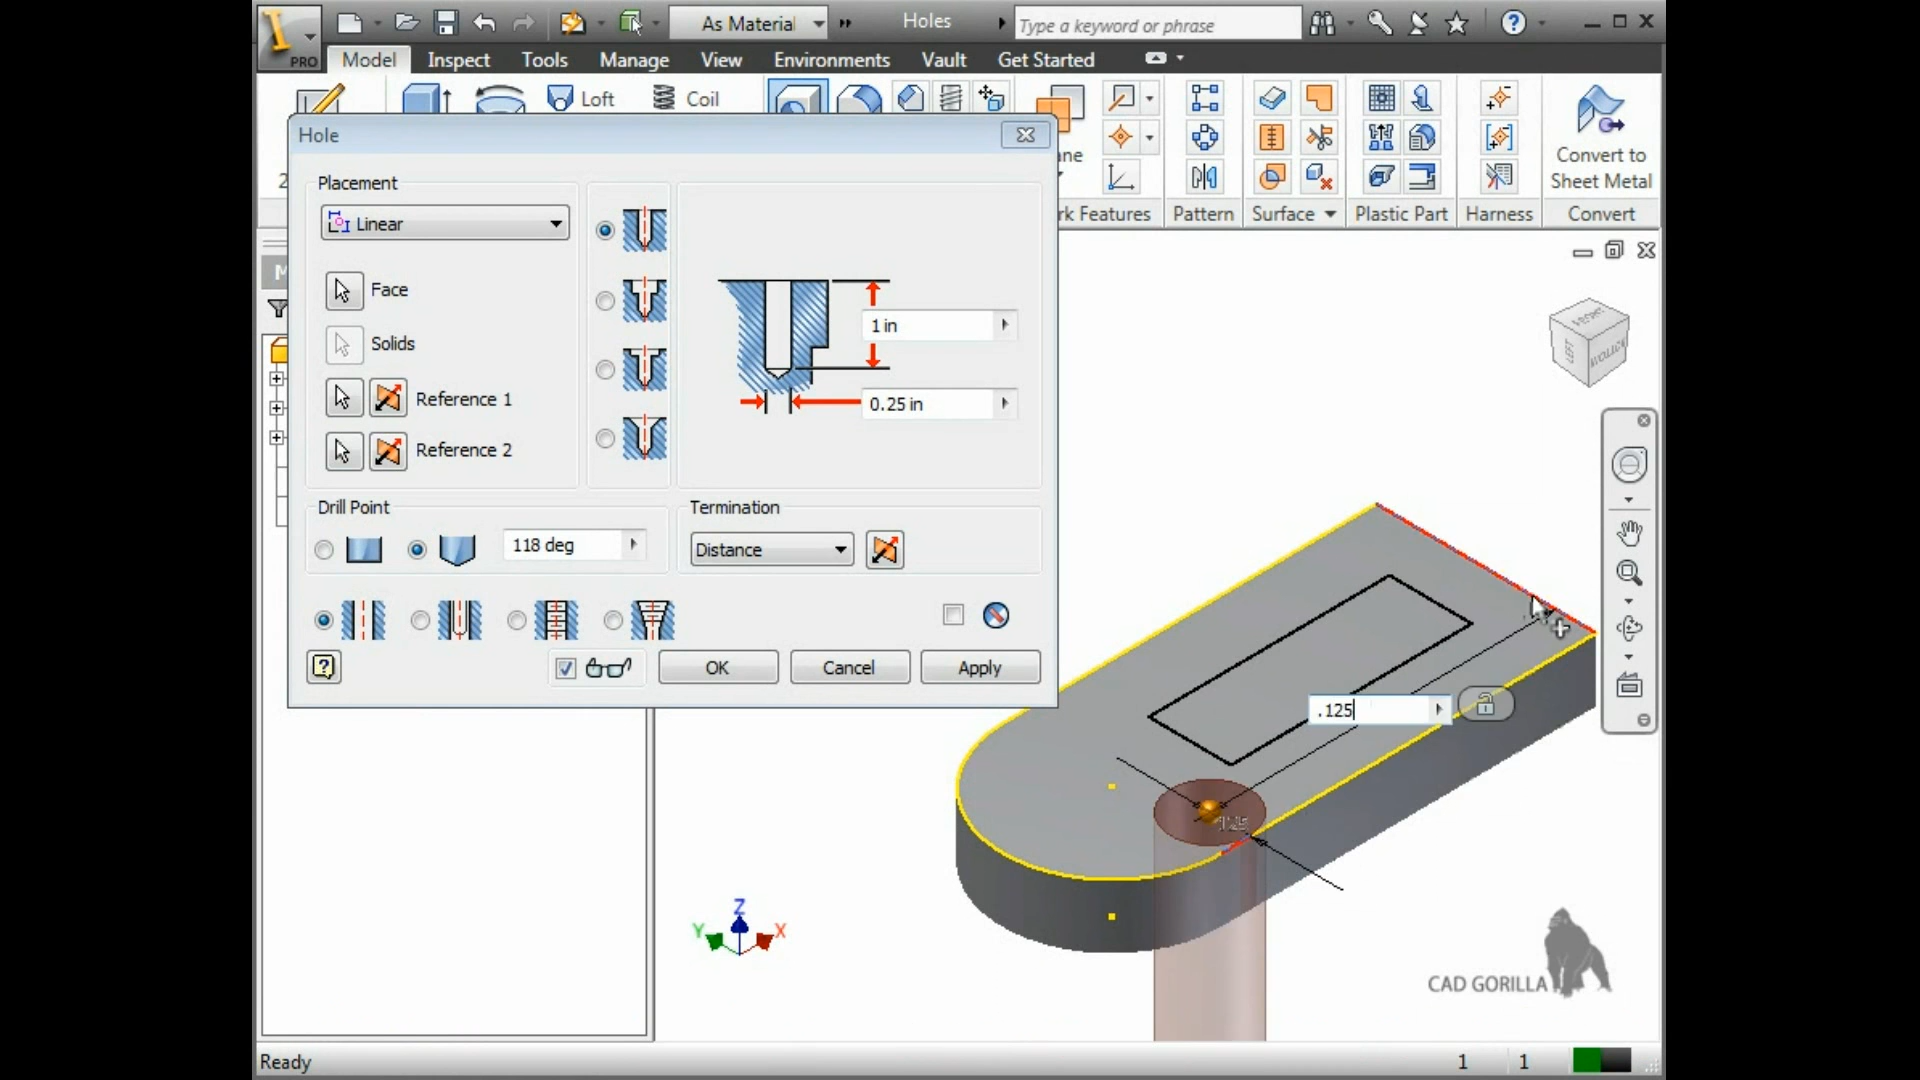 PRO
As Material
Holes
Type a keyword or phrase
Model
Inspect
Tools
Manage
View
Environments
Vault
Get Started
Loft
Coil
Convert to
Sheet Metal
rk Features
Pattern
Surface
Plastic Part
Harness
Convert
Hole
Placement
Linear
Face
Solids
Reference 1
Reference 2
1 in
0.25 in
Drill Point
118 deg
Termination
Distance
OK
Cancel
Apply
.125
Z
Y
X
CAD GORILLA
Ready
1
1